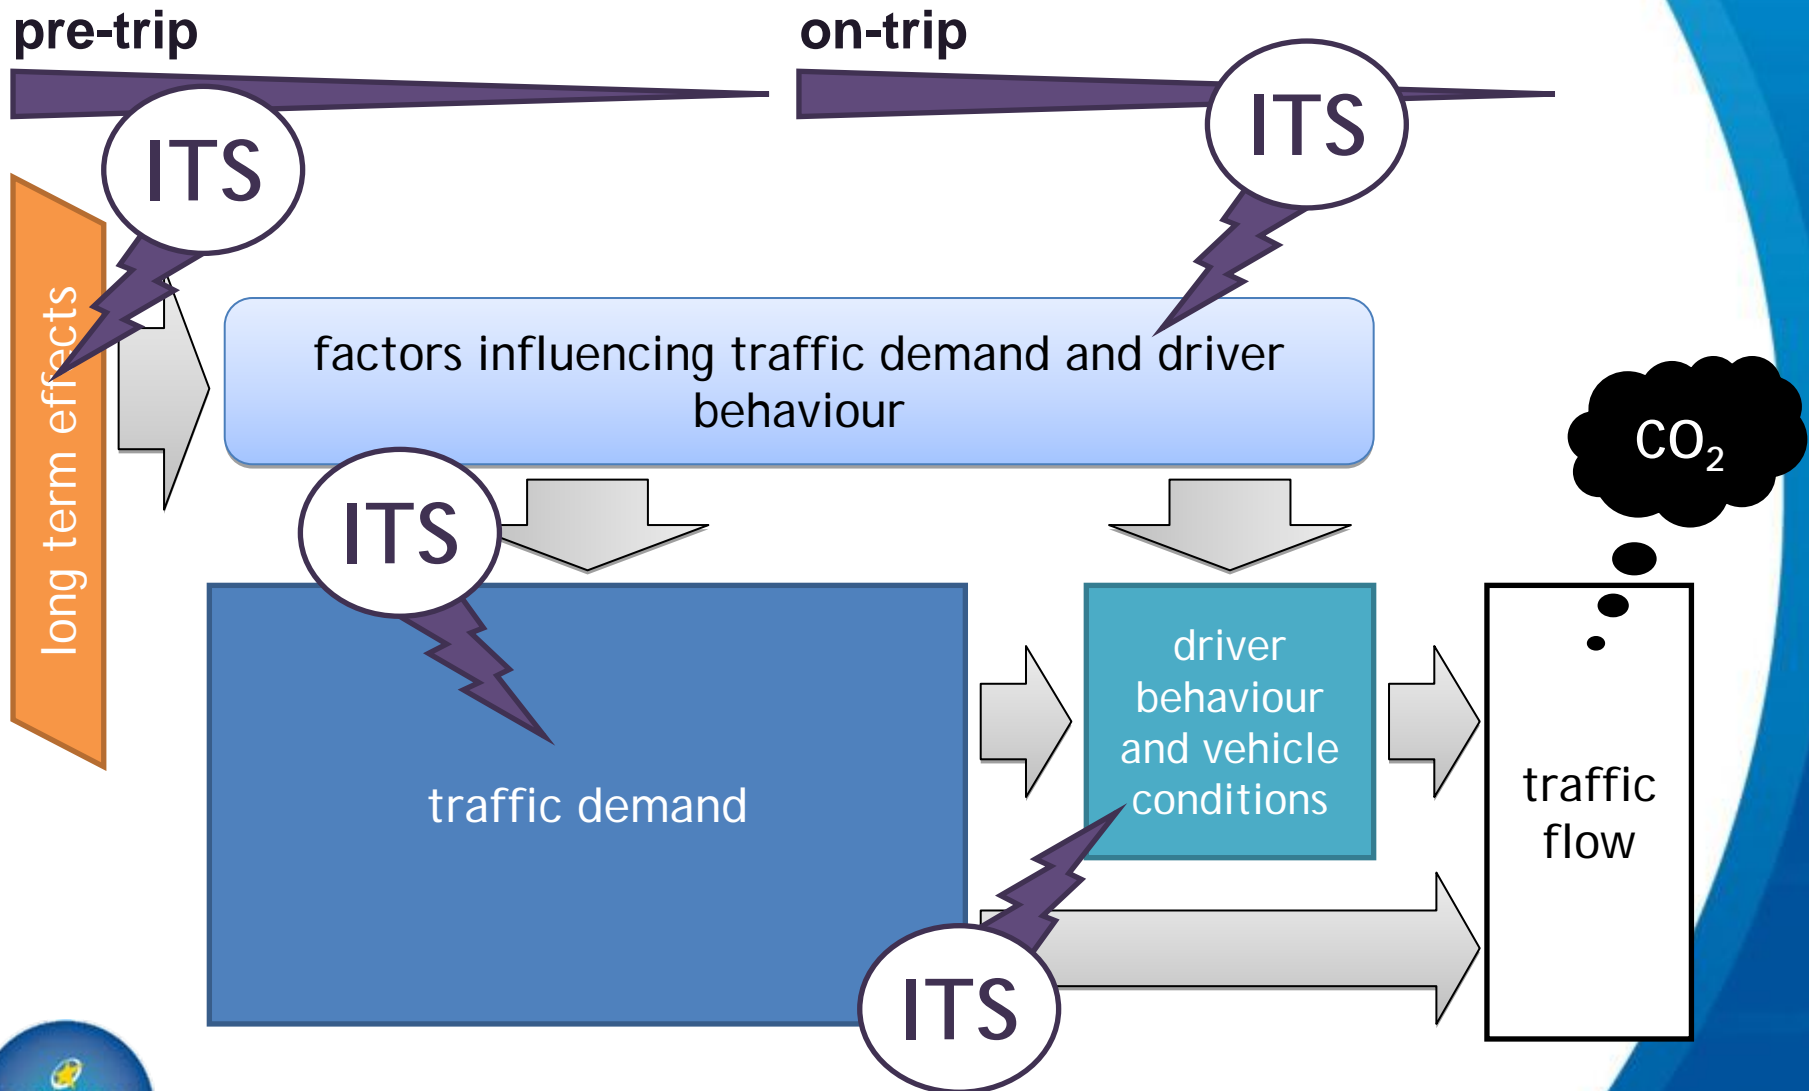 pre-trip
on-trip
ITS
ITS
long term effects
factors influencing traffic demand and driver
behaviour
CO₂
ITS
traffic demand
driver
behaviour
and vehicle
conditions
traffic
flow
ITS